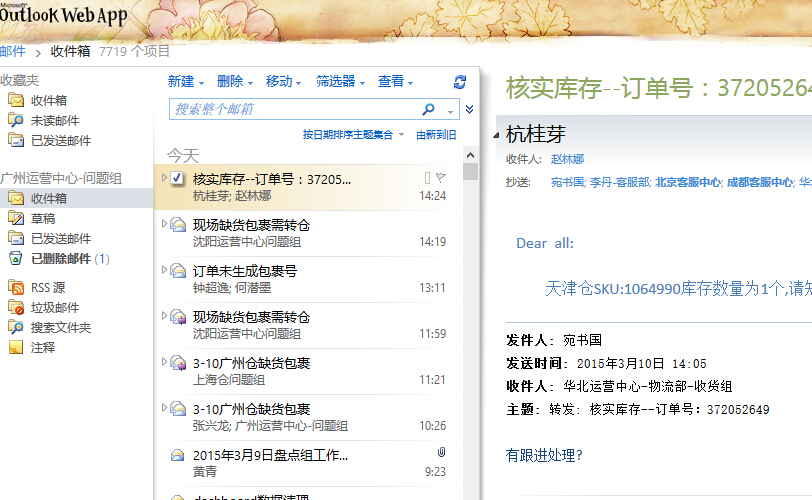 Microsoft
Outlook Web App
邮件 > 收件箱 7719 个项目
收藏夹
收件箱
未读邮件
已发送邮件
广州运营中心-问题组
收件箱
草稿
已发送邮件
已删除邮件 (1)
RSS 源
垃圾邮件
搜索文件夹
注释
新建 删除 移动 筛选器 查看
搜索整个邮箱
按日期排序主题集合 由新到旧
今天
核实库存--订单号：37205...
杭桂芽; 赵林娜 14:24
现场缺货包裹需转仓
沈阳运营中心问题组 14:19
订单未生成包裹号
钟超逸; 何潜墨 13:11
现场缺货包裹需转仓
沈阳运营中心问题组 11:59
3-10广州仓缺货包裹
上海仓问题组 11:21
3-10广州仓缺货包裹
张兴龙; 广州运营中心-问题组 10:26
2015年3月9日盘点组工作...
黄青 9:23
dashboard数据清理
核实库存--订单号：37205264
杭桂芽
收件人: 赵林娜
抄送: 宛书国; 李丹-客服部; 北京客服中心; 成都客服中心; 华
Dear all:
天津仓SKU:1064990库存数量为1个,请知
发件人: 宛书国
发送时间: 2015年3月10日 14:05
收件人: 华北运营中心-物流部-收货组
主题: 转发: 核实库存--订单号：372052649
有跟进处理?